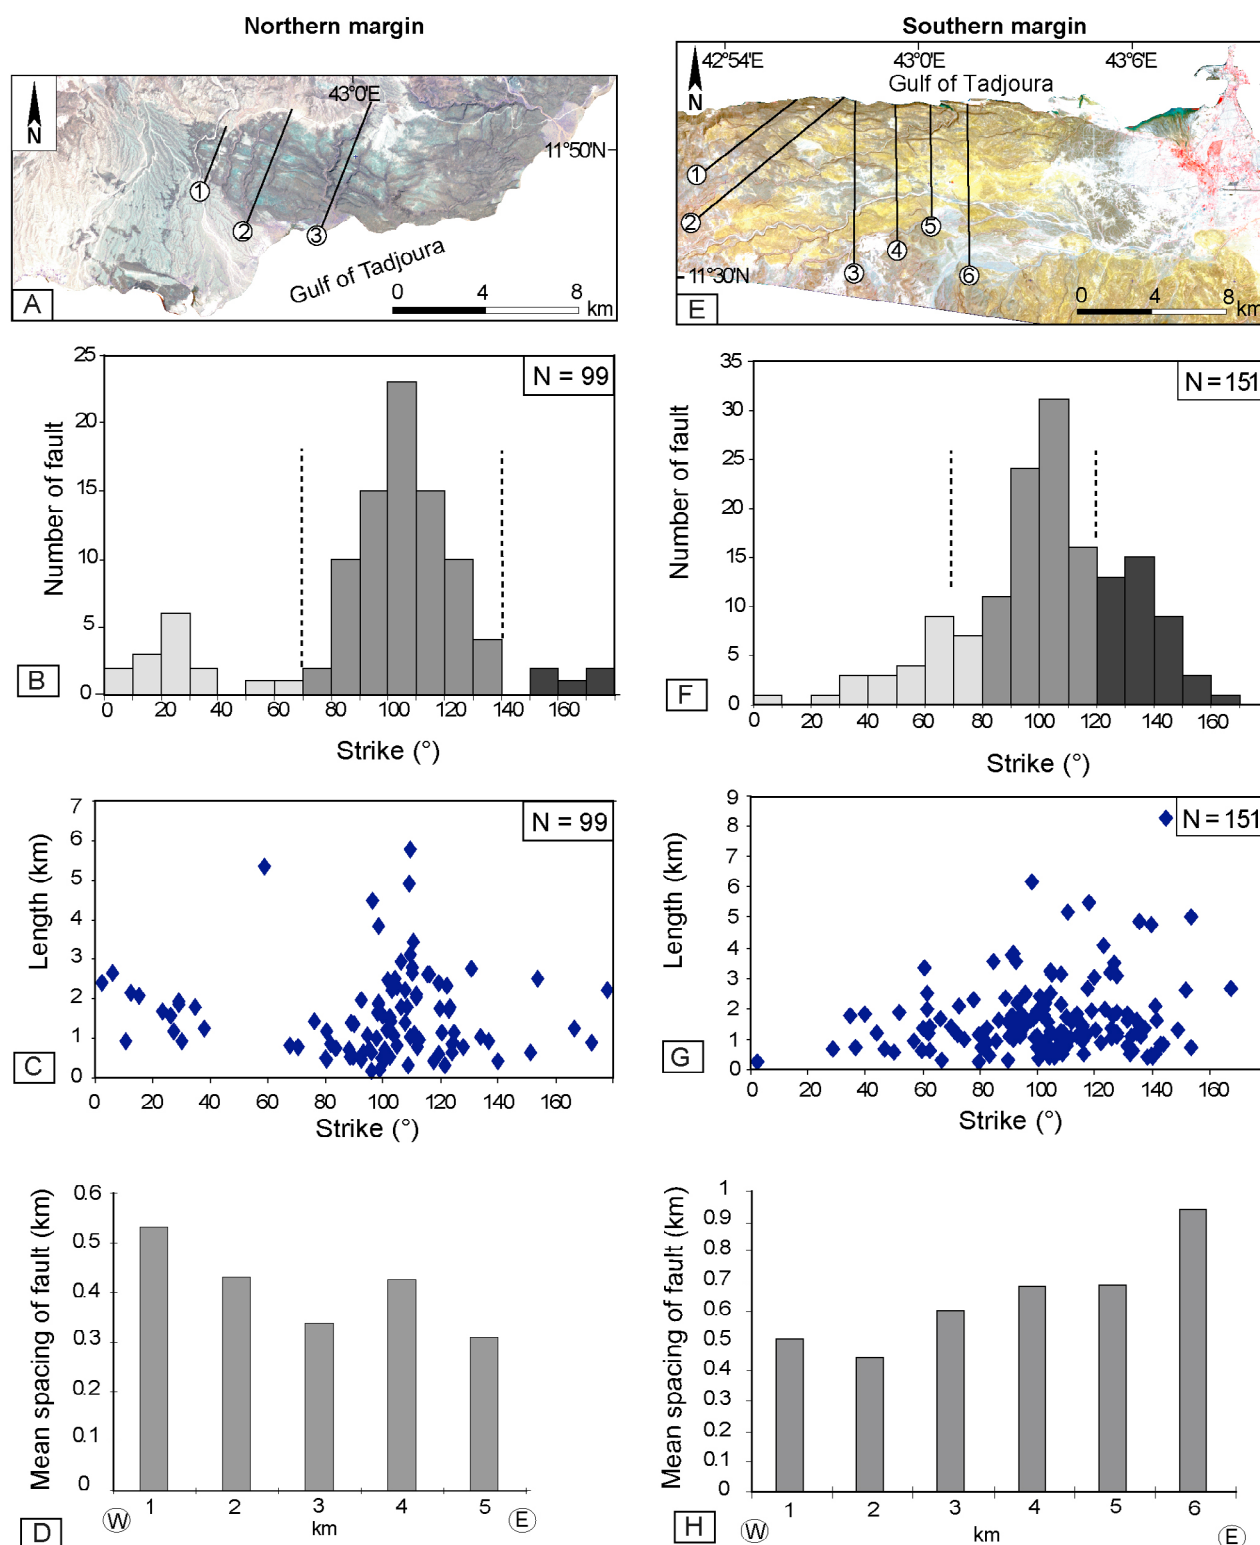 Northern margin
43°0'E
N
11°50'N
1
2
3
Gulf of Tadjoura
0 4 8
km
A
25
20
15
10
5
0
Number of fault
N = 99
B
0 20 40 60 80 100 120 140 160
Strike (°)
7
6
5
4
3
2
1
0
Length (km)
N = 99
C
0 20 40 60 80 100 120 140 160
Strike (°)
0.6
0.5
0.4
0.3
0.2
0.1
0
Mean spacing of fault (km)
1 2 3 4 5
W
km
E
D
Southern margin
42°54'E 43°0'E 43°6'E
Gulf of Tadjoura
N
1
2
3
4
5
6
11°30'N
0 4 8
km
E
35
30
25
20
15
10
5
0
Number of fault
N = 151
F
0 20 40 60 80 100 120 140 160
Strike (°)
9
8
7
6
5
4
3
2
1
0
Length (km)
N = 151
G
0 20 40 60 80 100 120 140 160
Strike (°)
1
0.9
0.8
0.7
0.6
0.5
0.4
0.3
0.2
0.1
0
Mean spacing of fault (km)
1 2 3 4 5 6
W
km
E
H